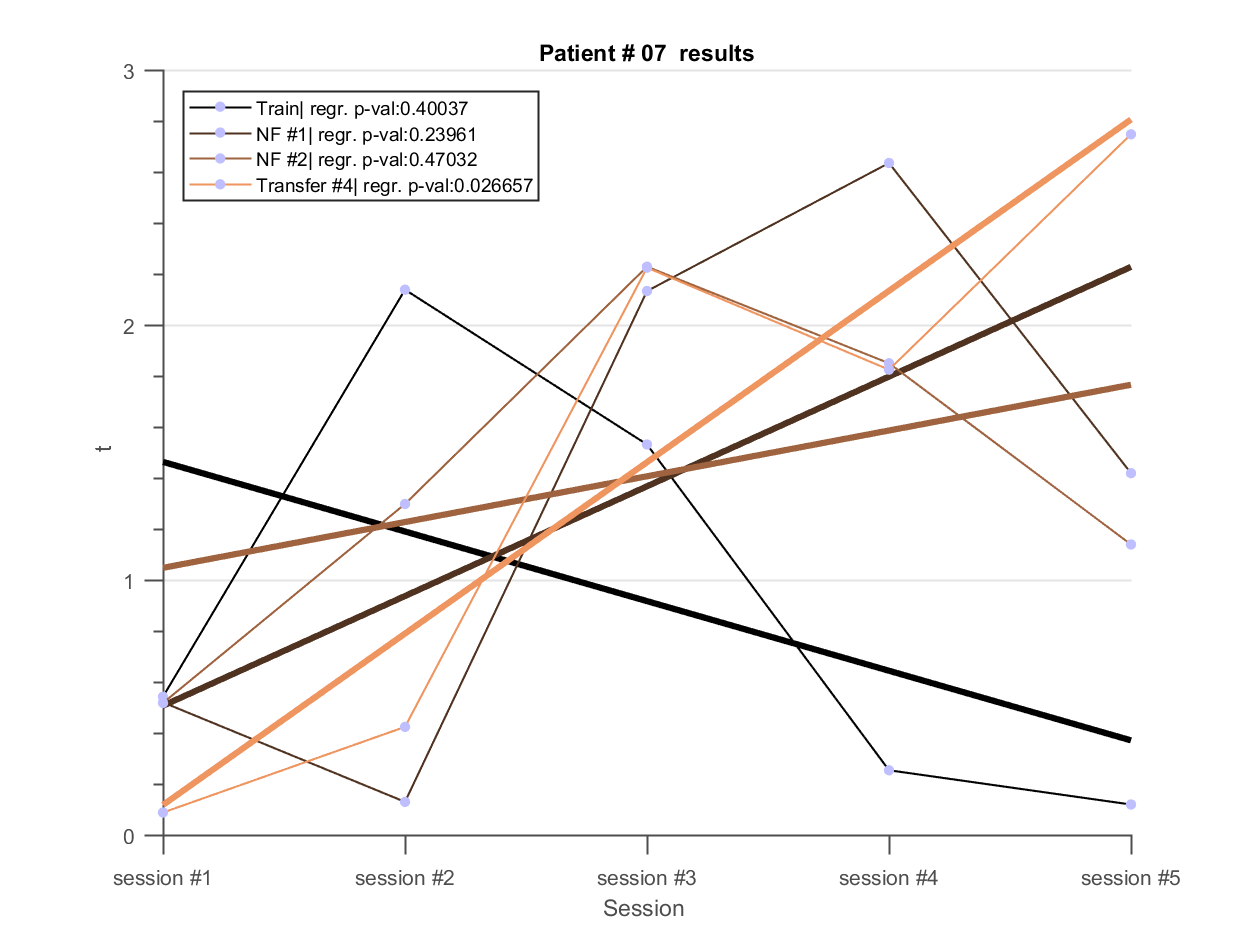 Patient # 07  results
3
2
1
0
t
Train| regr. p-val:0.40037
NF #1| regr. p-val:0.23961
NF #2| regr. p-val:0.47032
Transfer #4| regr. p-val:0.026657
session #1 session #2 session #3 session #4 session #5
Session